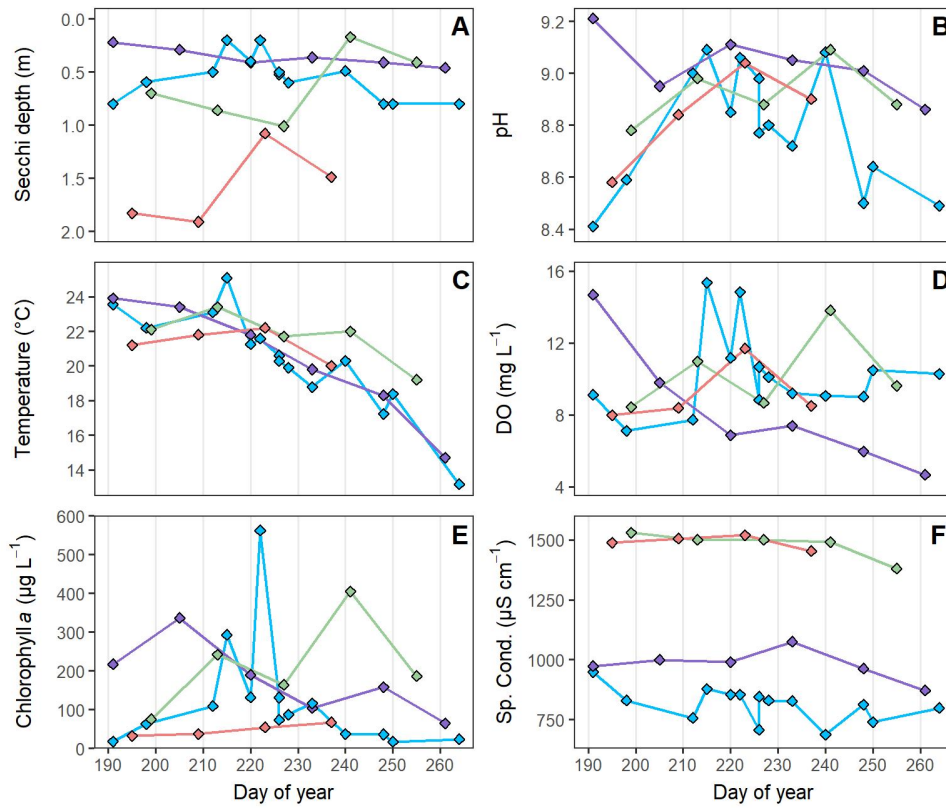 A
Secchi depth (m)
0.0
0.5
1.0
1.5
2.0
B
pH
9.2
9.0
8.8
8.6
8.4
C
Temperature (°C)
24
22
20
18
16
14
D
DO (mg L⁻¹)
16
12
8
4
E
Chlorophyll a (µg L⁻¹)
600
500
400
300
200
100
0
190 200 210 220 230 240 250 260
Day of year
F
Sp. Cond. (µS cm⁻¹)
1500
1250
1000
750
190 200 210 220 230 240 250 260
Day of year